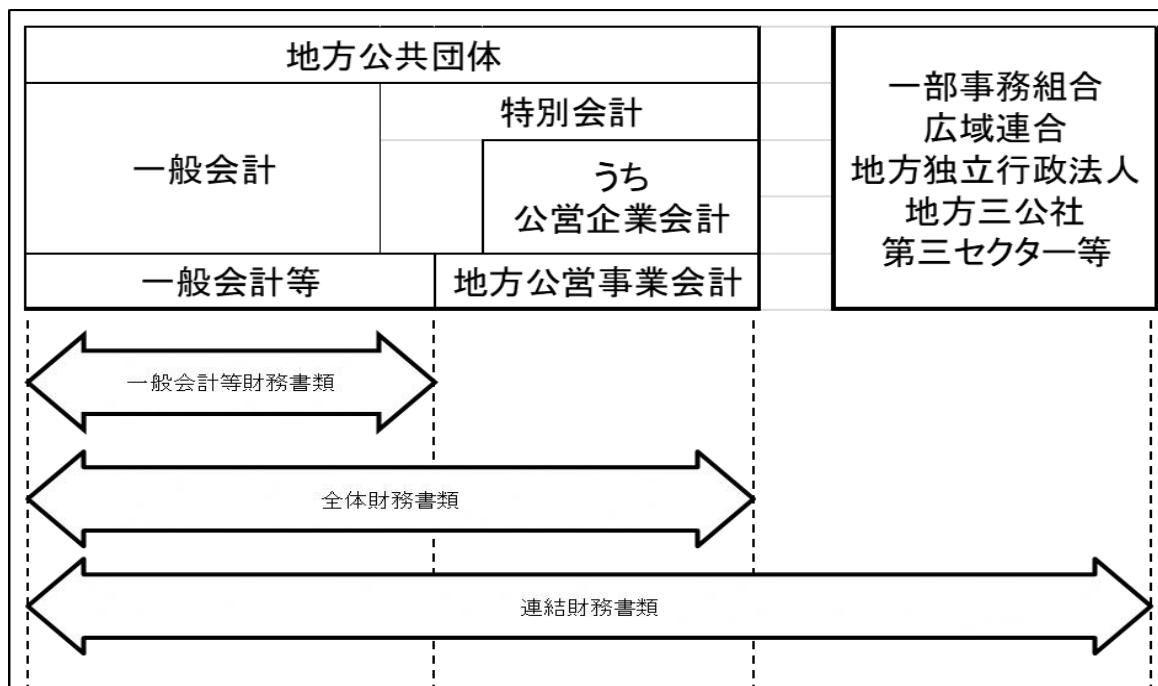 地方公共団体
一般会計
特別会計
うち
公営企業会計
一般会計等
地方公営事業会計
一部事務組合
広域連合
地方独立行政法人
地方三公社
第三セクター等
一般会計等財務書類
全体財務書類
連結財務書類